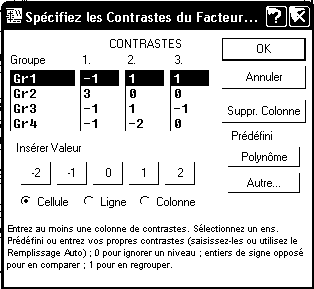 Spécifiez les Contrastes du Facteur...
CONTRASTES
Groupe 1. 2. 3.
Gr1 -1 1 1
Gr2 3 0 0
Gr3 -1 1 -1
Gr4 -1 -2 0
OK
Annuler
Suppr. Colonne
Prédéfini
Polynôme
Autre...
Insérer Valeur
-2 -1 0 1 2
Cellule Ligne Colonne
Entrez au moins une colonne de contrastes. Sélectionnez un ens.
Prédéfini ou entrez vos propres contrastes (saisissez-les ou utilisez le
Remplissage Auto) ; 0 pour ignorer un niveau ; entiers de signe opposé
pour en comparer ; 1 pour en regrouper.